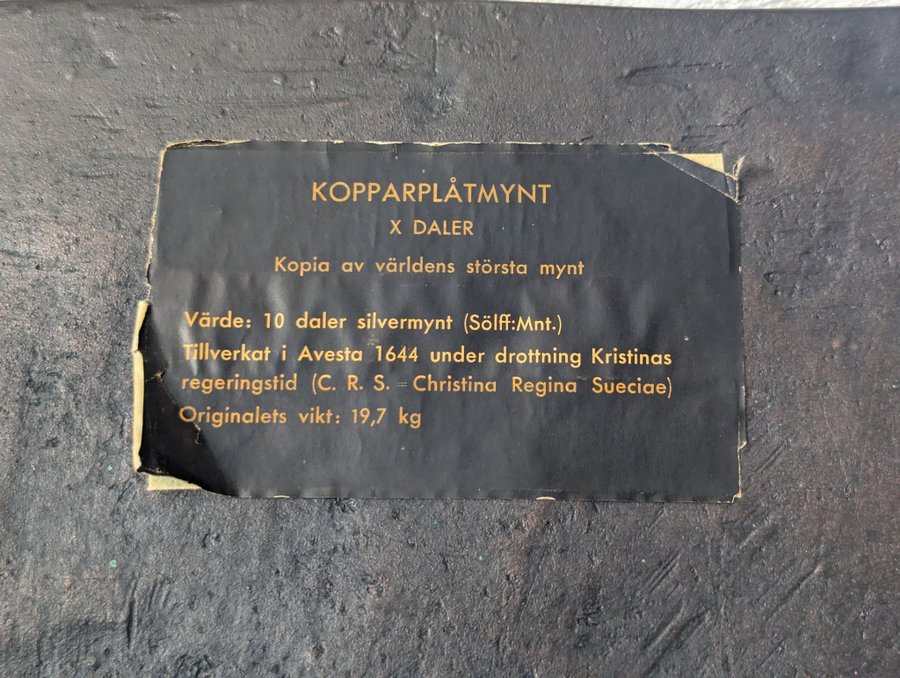 KOPPARPLÅTMYNT
X DALER
Kopia av världens största mynt
Värde: 10 daler silvermynt (Sölff:Mnt.)
Tillverkat i Avesta 1644 under drottning Kristinas
regeringstid (C. R. S. = Christina Regina Sueciae)
Originalets vikt: 19,7 kg